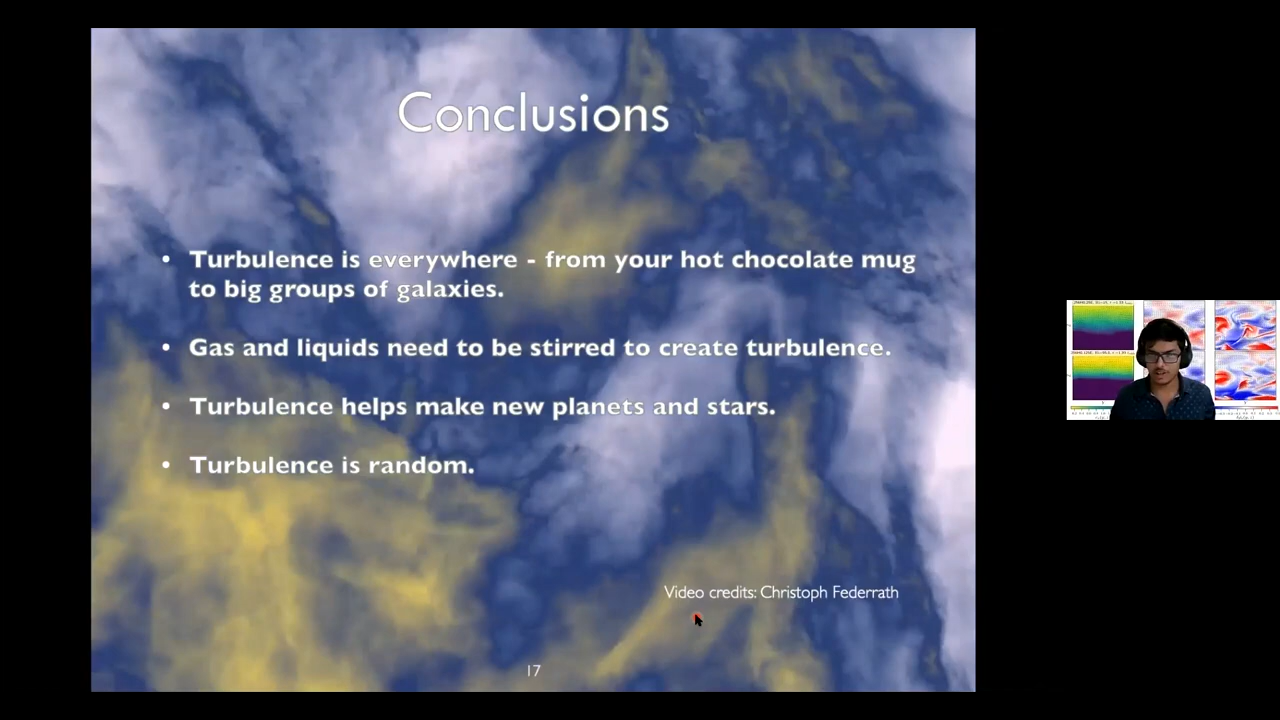 Conclusions
• Turbulence is everywhere - from your hot chocolate mug
to big groups of galaxies.
• Gas and liquids need to be stirred to create turbulence.
• Turbulence helps make new planets and stars.
• Turbulence is random.
Video credits: Christoph Federrath
17